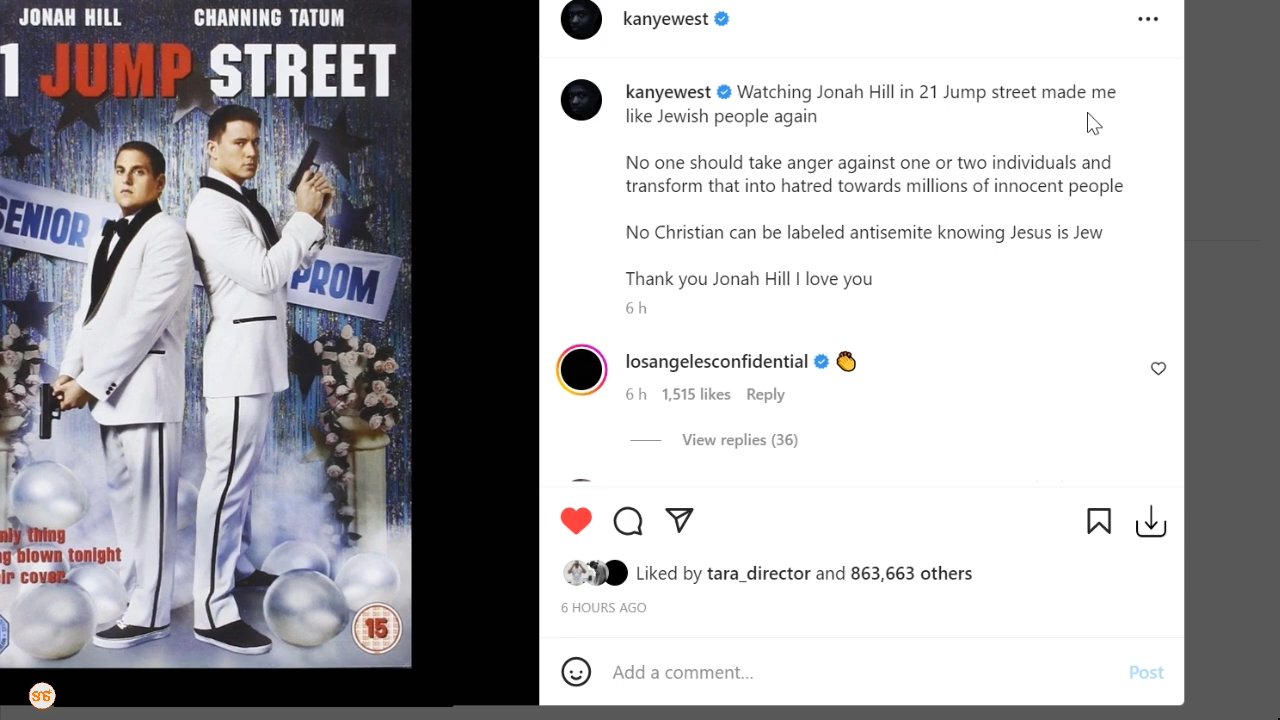 JONAH HILL CHANNING TATUM
1 JUMP STREET
SENIOR
PROM
nly thing
g blown tonight
ir cover.
15
kanyewest
kanyewest Watching Jonah Hill in 21 Jump street made me
like Jewish people again
No one should take anger against one or two individuals and
transform that into hatred towards millions of innocent people
No Christian can be labeled antisemite knowing Jesus is Jew
Thank you Jonah Hill I love you
6 h
losangelesconfidential 👏
6 h 1,515 likes Reply
View replies (36)
Liked by tara_director and 863,663 others
6 HOURS AGO
Add a comment... Post